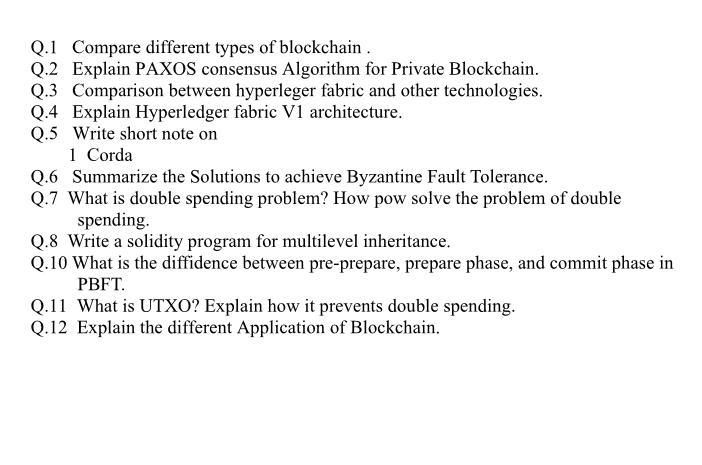 Q.1 Compare different types of blockchain .
Q.2 Explain PAXOS consensus Algorithm for Private Blockchain.
Q.3 Comparison between hyperleger fabric and other technologies.
Q.4 Explain Hyperledger fabric V1 architecture.
Q.5 Write short note on
1 Corda
Q.6 Summarize the Solutions to achieve Byzantine Fault Tolerance.
Q.7 What is double spending problem? How pow solve the problem of double
spending.
Q.8 Write a solidity program for multilevel inheritance.
Q.10 What is the diffidence between pre-prepare, prepare phase, and commit phase in
PBFT.
Q.11 What is UTXO? Explain how it prevents double spending.
Q.12 Explain the different Application of Blockchain.